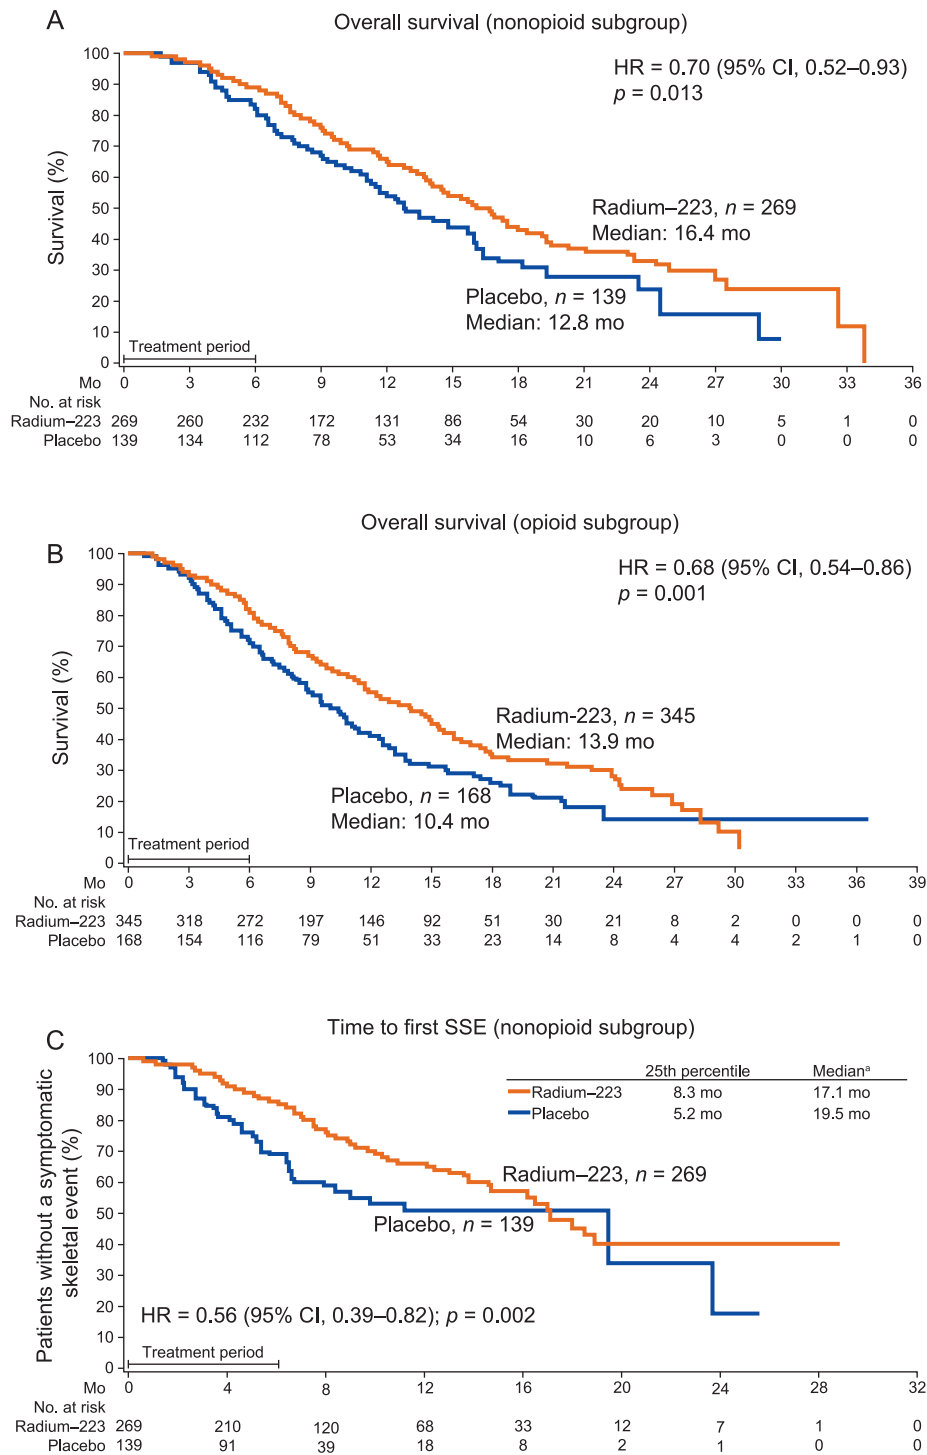 A
Overall survival (nonopioid subgroup)
HR = 0.70 (95% CI, 0.52–0.93)
p = 0.013
Survival (%)
100
90
80
70
60
50
40
30
20
10
0
Radium–223, n = 269
Median: 16.4 mo
Placebo, n = 139
Median: 12.8 mo
Treatment period
Mo 0 3 6 9 12 15 18 21 24 27 30 33 36
No. at risk
Radium–223 269 260 232 172 131 86 54 30 20 10 5 1 0
Placebo 139 134 112 78 53 34 16 10 6 3 0 0 0
Overall survival (opioid subgroup)
B
HR = 0.68 (95% CI, 0.54–0.86)
p = 0.001
Survival (%)
100
90
80
70
60
50
40
30
20
10
0
Radium-223, n = 345
Median: 13.9 mo
Placebo, n = 168
Median: 10.4 mo
Treatment period
Mo 0 3 6 9 12 15 18 21 24 27 30 33 36 39
No. at risk
Radium–223 345 318 272 197 146 92 51 30 21 8 2 0 0 0
Placebo 168 154 116 79 51 33 23 14 8 4 4 2 1 0
C
Time to first SSE (nonopioid subgroup)
25th percentile Medianª
Radium–223 8.3 mo 17.1 mo
Placebo 5.2 mo 19.5 mo
Patients without a symptomatic
skeletal event (%)
100
90
80
70
60
50
40
30
20
10
0
Radium–223, n = 269
Placebo, n = 139
HR = 0.56 (95% CI, 0.39–0.82); p = 0.002
Treatment period
Mo 0 4 8 12 16 20 24 28 32
No. at risk
Radium–223 269 210 120 68 33 12 7 1 0
Placebo 139 91 39 18 8 2 1 0 0